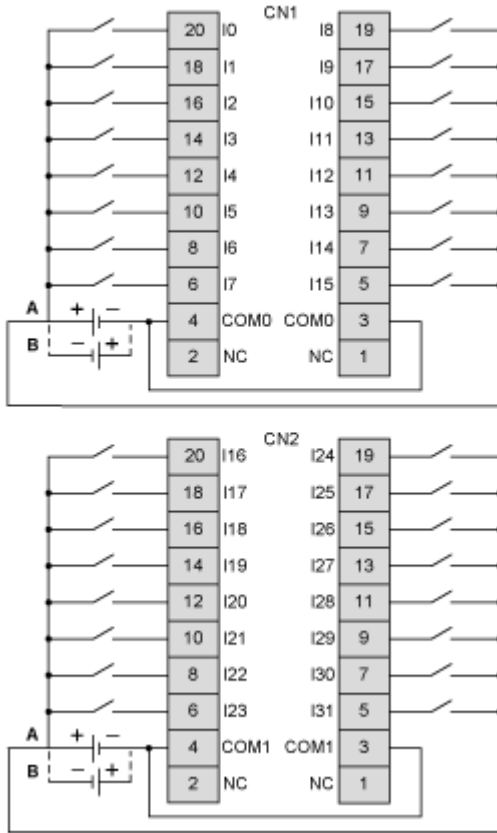 CN1
20 I0 I8 19
18 I1 I9 17
16 I2 I10 15
14 I3 I11 13
12 I4 I12 11
10 I5 I13 9
8 I6 I14 7
6 I7 I15 5
A + − 4 COM0 COM0 3
B − + 2 NC NC 1
CN2
20 I16 I24 19
18 I17 I25 17
16 I18 I26 15
14 I19 I27 13
12 I20 I28 11
10 I21 I29 9
8 I22 I30 7
6 I23 I31 5
A + − 4 COM1 COM1 3
B − + 2 NC NC 1